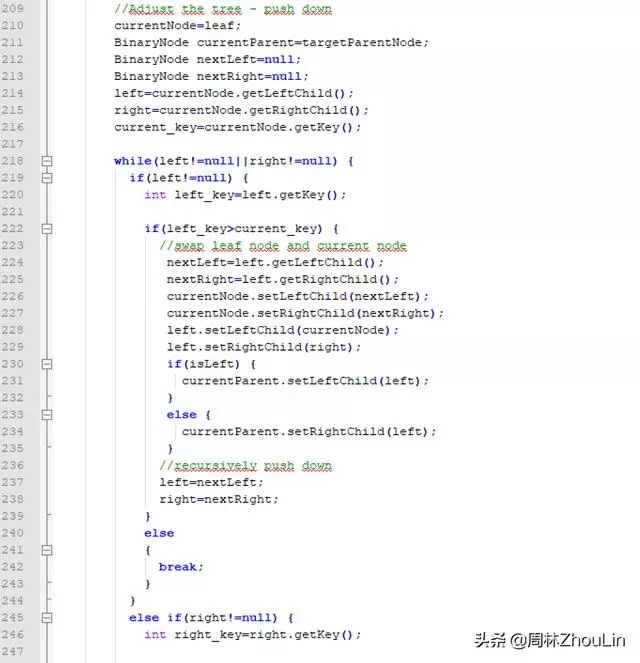 209 //Adjust the tree - push down
210 currentNode=leaf;
211 BinaryNode currentParent=targetParentNode;
212 BinaryNode nextLeft=null;
213 BinaryNode nextRight=null;
214 left=currentNode.getLeftChild();
215 right=currentNode.getRightChild();
216 current_key=currentNode.getKey();
217
218 while(left!=null||right!=null) {
219 if(left!=null) {
220 int left_key=left.getKey();
221
222 if(left_key>current_key) {
223 //swap leaf node and current node
224 nextLeft=left.getLeftChild();
225 nextRight=left.getRightChild();
226 currentNode.setLeftChild(nextLeft);
227 currentNode.setRightChild(nextRight);
228 left.setLeftChild(currentNode);
229 left.setRightChild(right);
230 if(isLeft) {
231 currentParent.setLeftChild(left);
232 }
233 else {
234 currentParent.setRightChild(left);
235 }
236 //recursively push down
237 left=nextLeft;
238 right=nextRight;
239 }
240 else
241 {
242 break;
243 }
244 }
245 else if(right!=null) {
246 int right_key=right.getKey();
247
头条 @周林ZhouLin